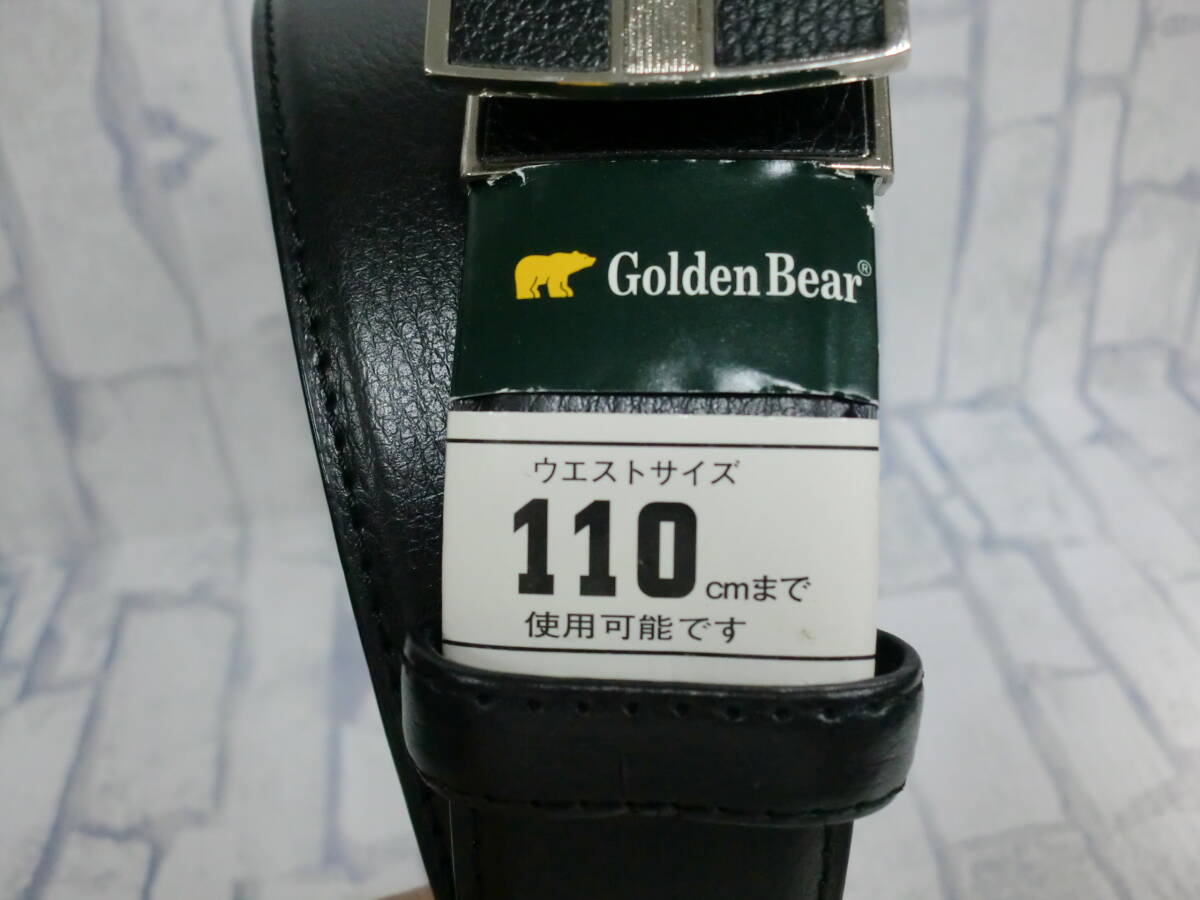 Golden Bear®
ウエストサイズ
110cmまで
使用可能です